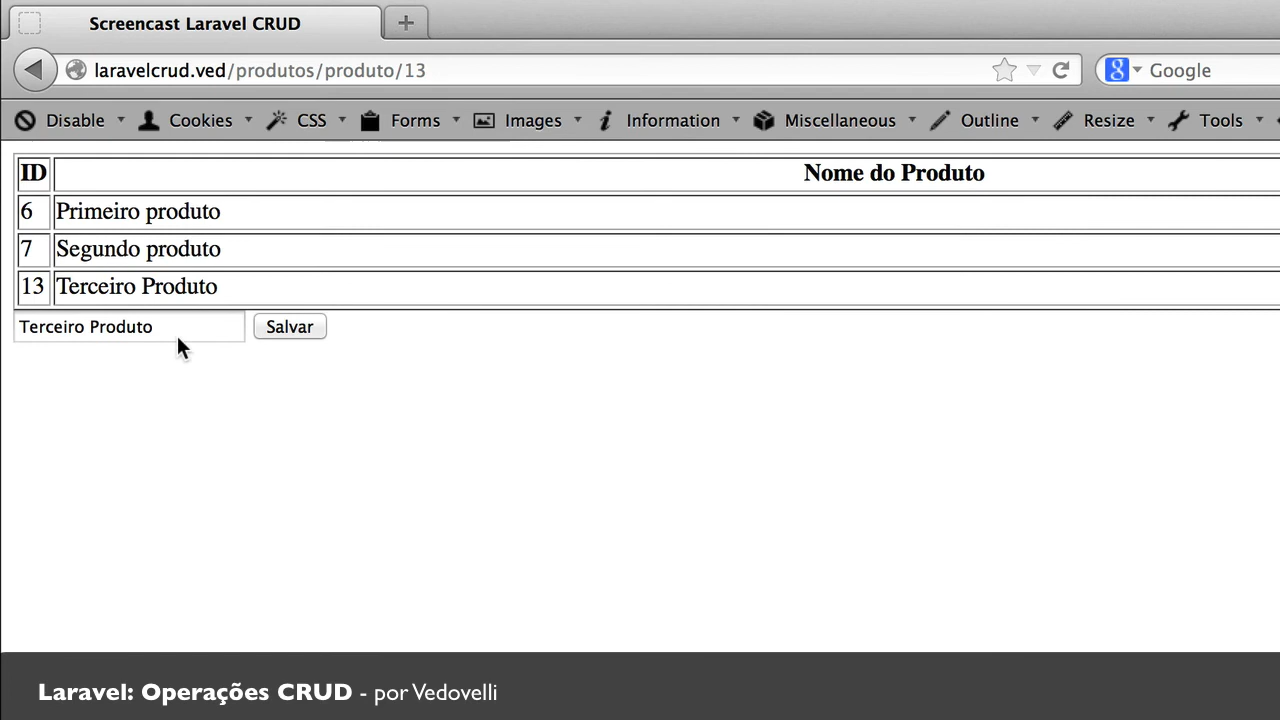 Screencast Laravel CRUD
laravelcrud.ved/produtos/produto/13
Google
Disable Cookies CSS Forms Images Information Miscellaneous Outline Resize Tools
ID Nome do Produto
6 Primeiro produto
7 Segundo produto
13 Terceiro Produto
Terceiro Produto Salvar
Laravel: Operações CRUD - por Vedovelli